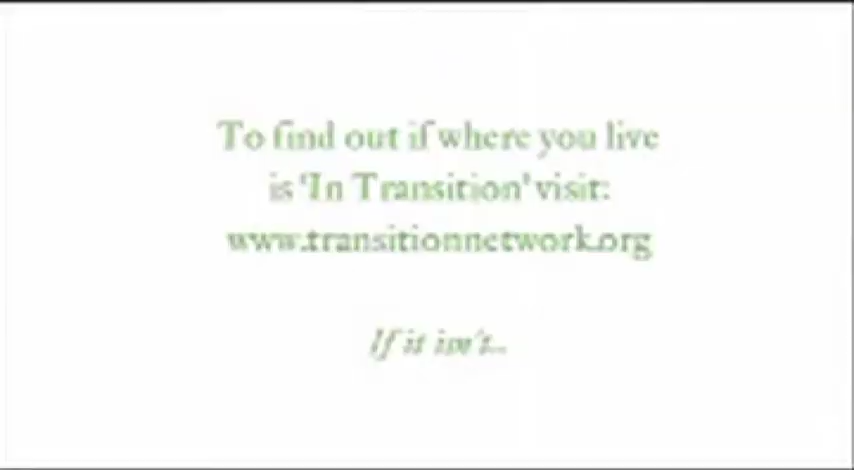 To find out if where you live
is 'In Transition' visit:
www.transitionnetwork.org
If it isn't...